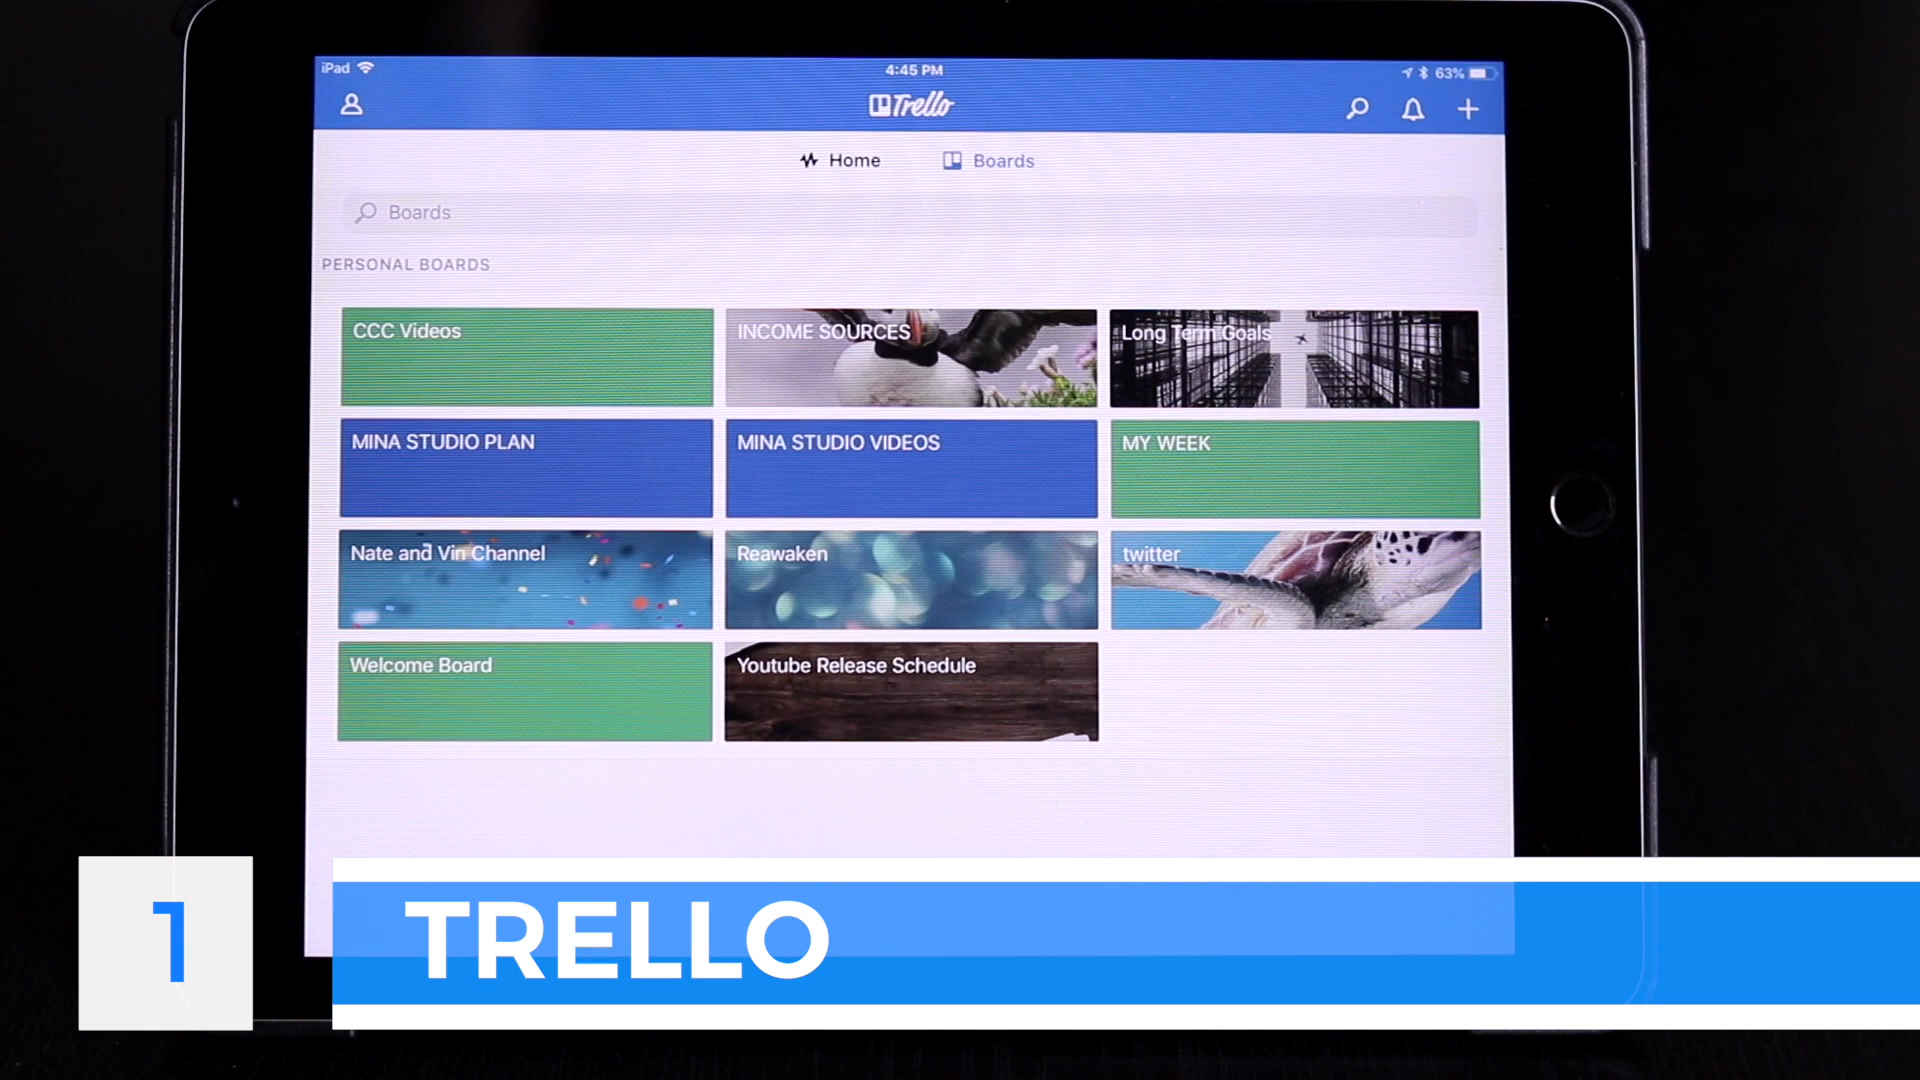 iPad
4:45 PM
63%
Trello
Home
Boards
Boards
PERSONAL BOARDS
CCC Videos
INCOME SOURCES
Long Term Goals
MINA STUDIO PLAN
MINA STUDIO VIDEOS
MY WEEK
Nate and Vin Channel
Reawaken
twitter
Welcome Board
Youtube Release Schedule
1
TRELLO